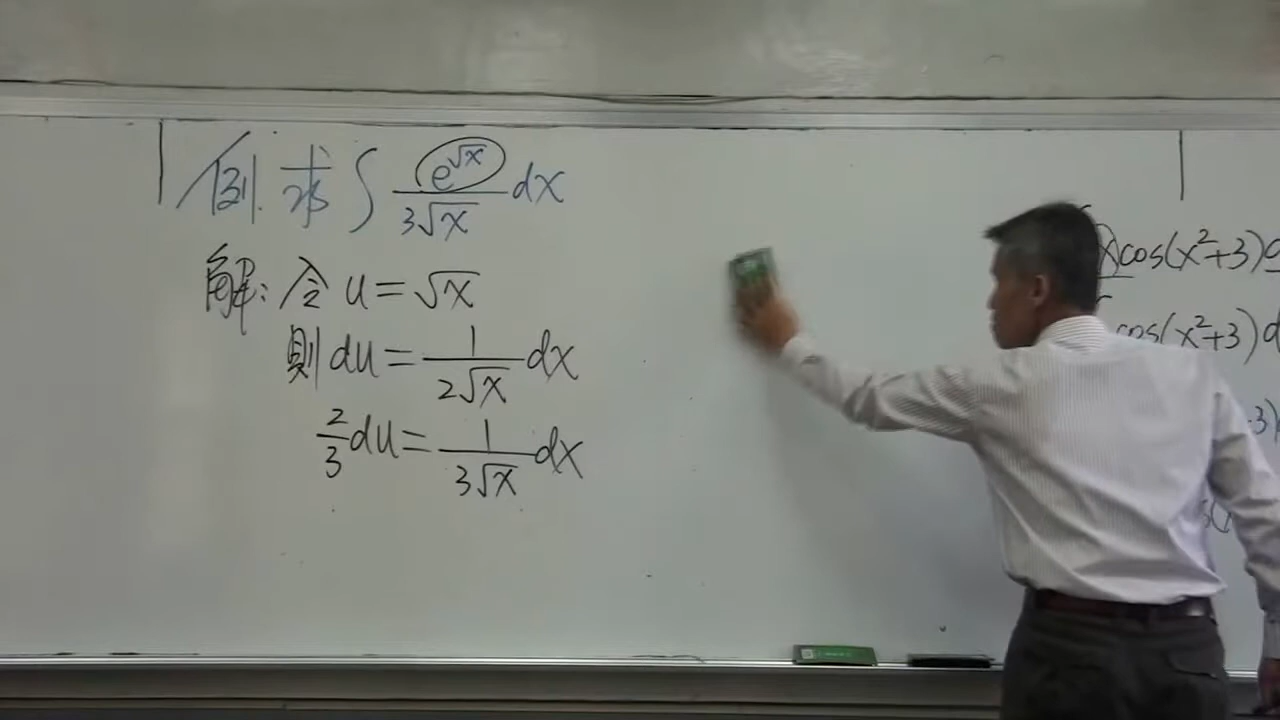 例. 求 ∫ e^√x / 3√x dx
解: 令 u = √x
則 du = 1 / 2√x dx
2/3 du = 1 / 3√x dx
x cos(x²+3) d
cos(x²+3) d